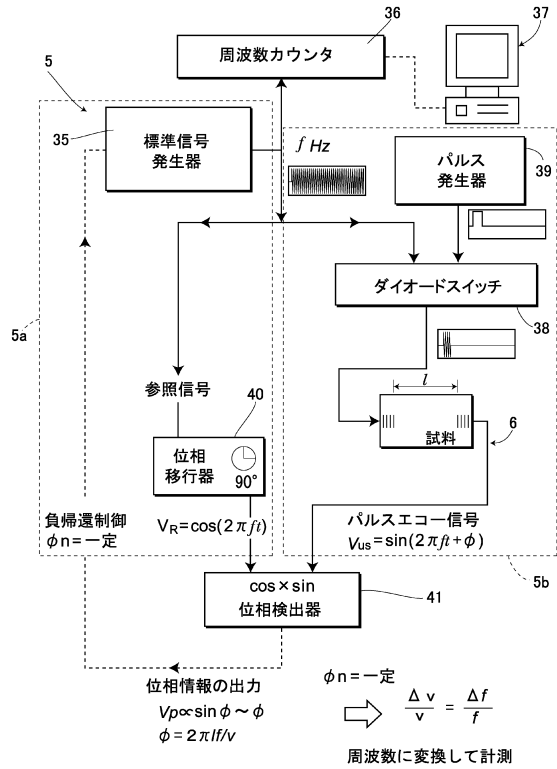 36
周波数カウンタ
37
5
35
標準信号
発生器
f Hz
パルス
発生器
39
ダイオードスイッチ
38
5a
参照信号
l
試料
6
40
位相
移行器
90°
負帰還制御
φn=一定
VR=cos(2πft)
パルスエコー信号
Vus=sin(2πft+φ)
5b
cos×sin
位相検出器
41
位相情報の出力
Vp∝sinφ~φ
φ=2πlf/v
φn=一定
Δv/v = Δf/f
周波数に変換して計測